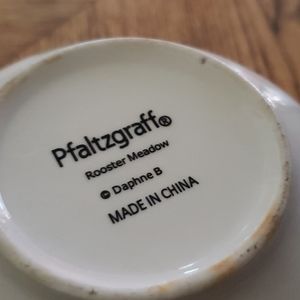 Pfaltzgraff®
Rooster Meadow
© Daphne B
MADE IN CHINA